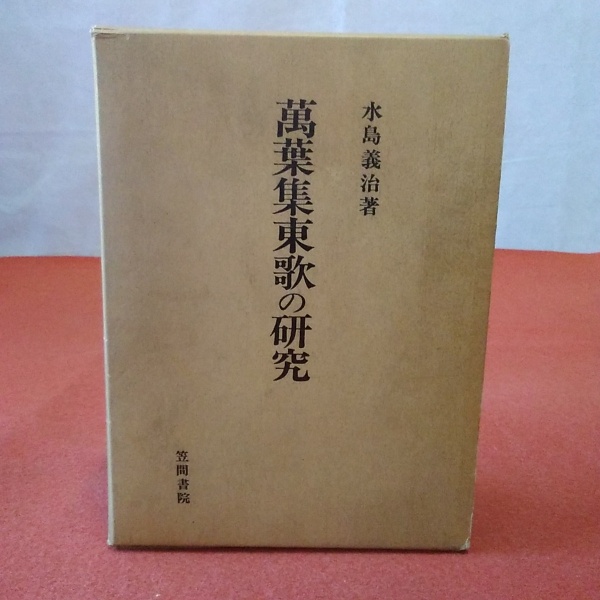 水島義治著
萬葉集東歌の研究
笠間書院